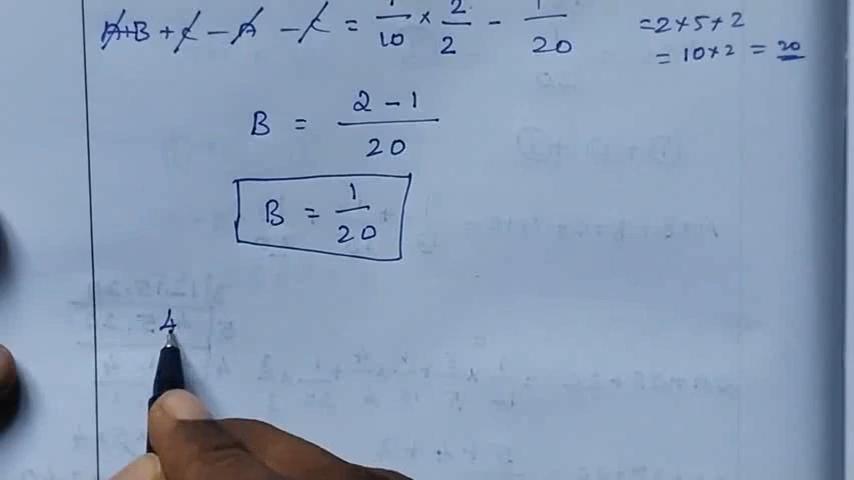 A+B + C - A - C = 1/10 × 2/2 - 1/20
= 2×5×2
= 10×2 = 20
B = 2 - 1 / 20
B = 1/20
4